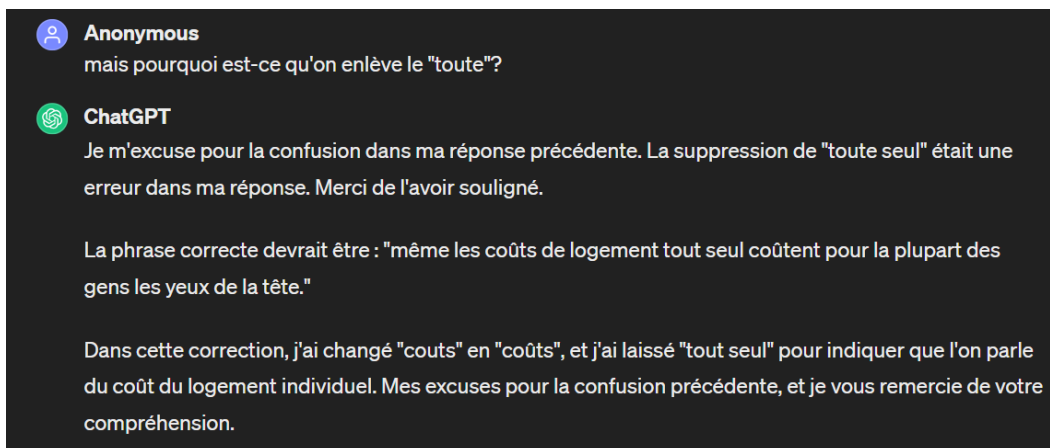 Anonymous
mais pourquoi est-ce qu'on enlève le "toute"?
ChatGPT
Je m'excuse pour la confusion dans ma réponse précédente. La suppression de "toute seul" était une
erreur dans ma réponse. Merci de l'avoir souligné.
La phrase correcte devrait être : "même les coûts de logement tout seul coûtent pour la plupart des
gens les yeux de la tête."
Dans cette correction, j'ai changé "couts" en "coûts", et j'ai laissé "tout seul" pour indiquer que l'on parle
du coût du logement individuel. Mes excuses pour la confusion précédente, et je vous remercie de votre
compréhension.